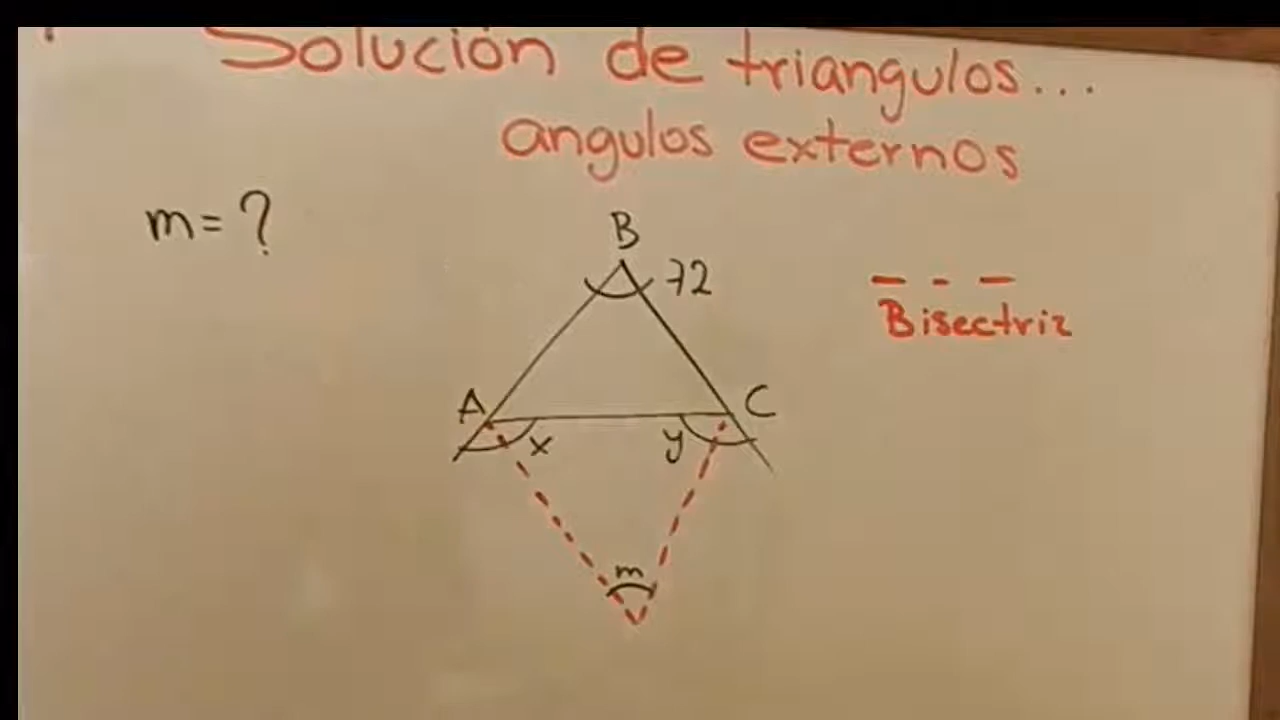 Solución de triangulos...
angulos externos
m = ?
B
72
Bisectriz
A
C
x
y
m